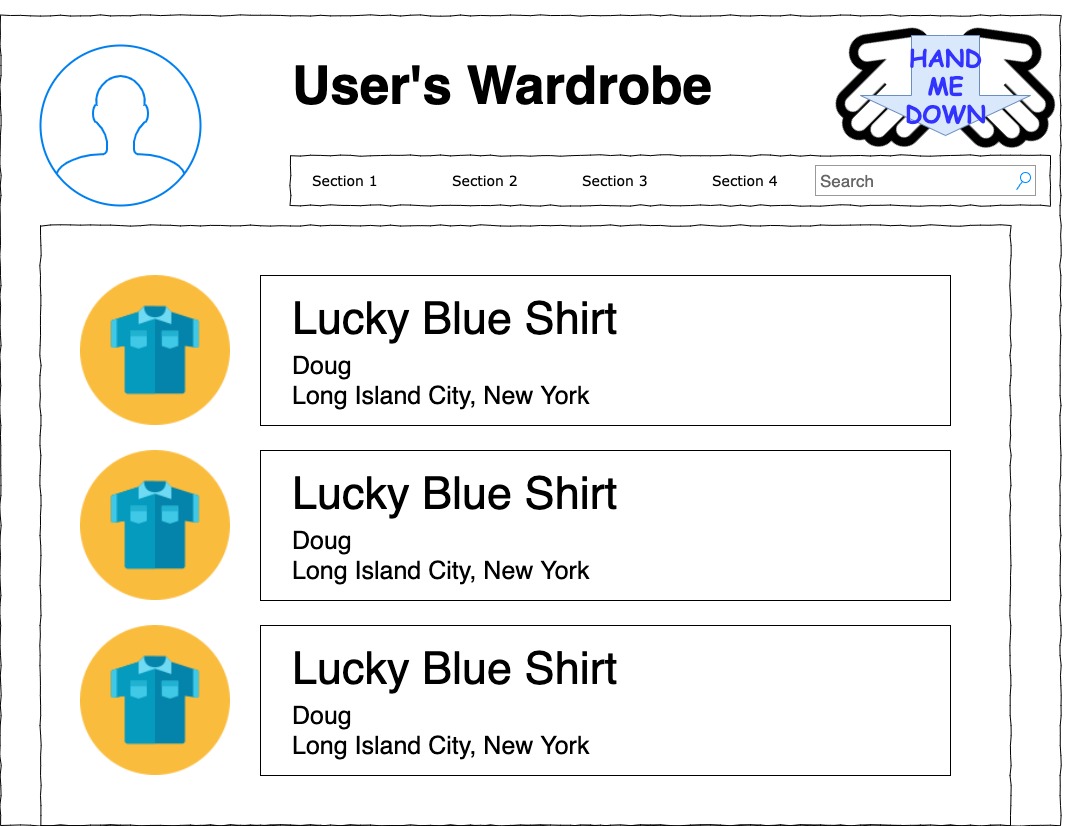 User's Wardrobe
HAND
ME
DOWN
Section 1
Section 2
Section 3
Section 4
Search
Lucky Blue Shirt
Doug
Long Island City, New York
Lucky Blue Shirt
Doug
Long Island City, New York
Lucky Blue Shirt
Doug
Long Island City, New York